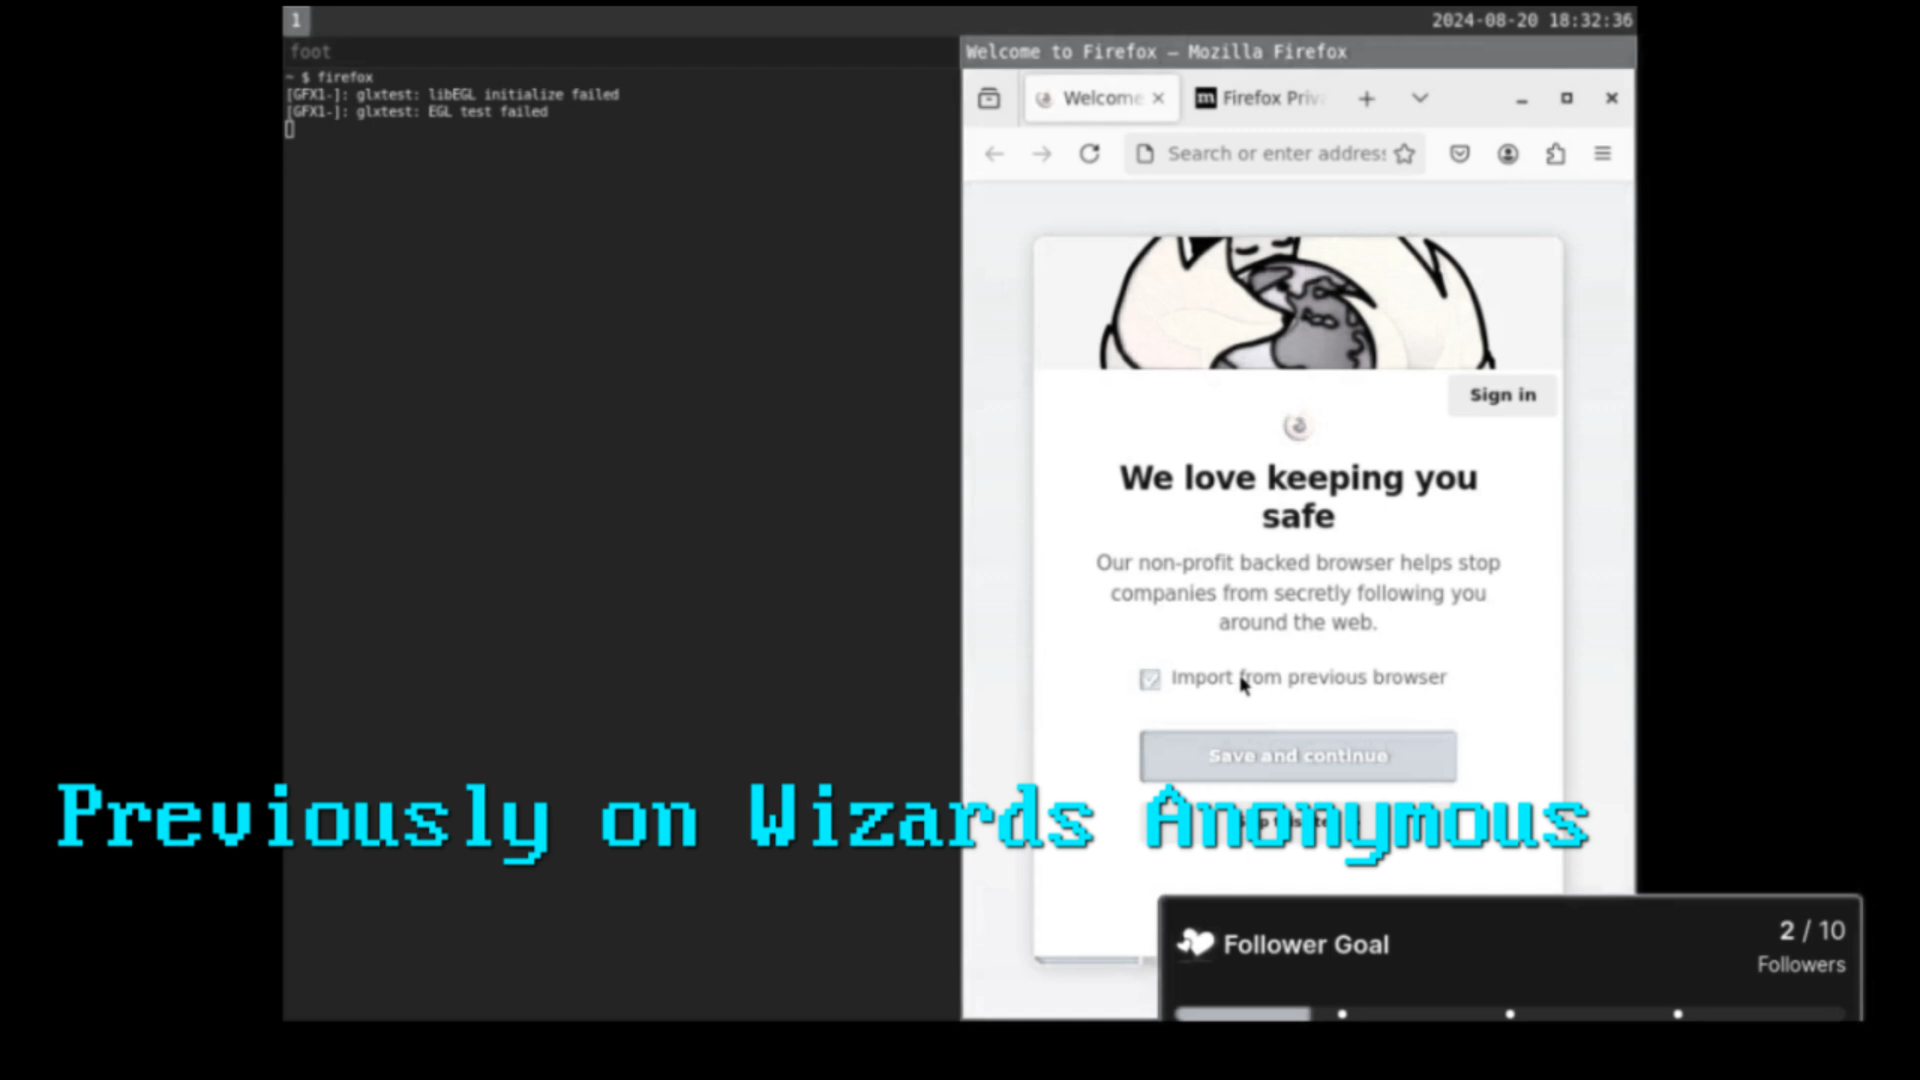 1
2024-08-20 18:32:36
foot
Welcome to Firefox — Mozilla Firefox
~ $ firefox
[GFX1-]: glxtest: libEGL initialize failed
[GFX1-]: glxtest: EGL test failed
Welcome
m Firefox Priv
Search or enter address
Sign in
We love keeping you
safe
Our non-profit backed browser helps stop
companies from secretly following you
around the web.
Import from previous browser
Save and continue
Previously on Wizards Anonymous
Follower Goal
2 / 10
Followers